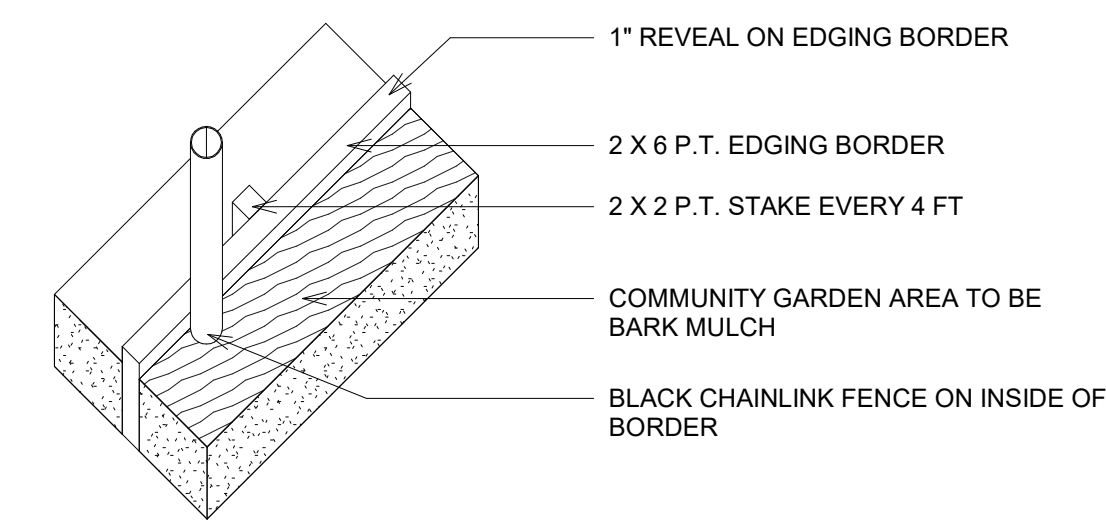 1" REVEAL ON EDGING BORDER
2 X 6 P.T. EDGING BORDER
2 X 2 P.T. STAKE EVERY 4 FT
COMMUNITY GARDEN AREA TO BE
BARK MULCH
BLACK CHAINLINK FENCE ON INSIDE OF
BORDER